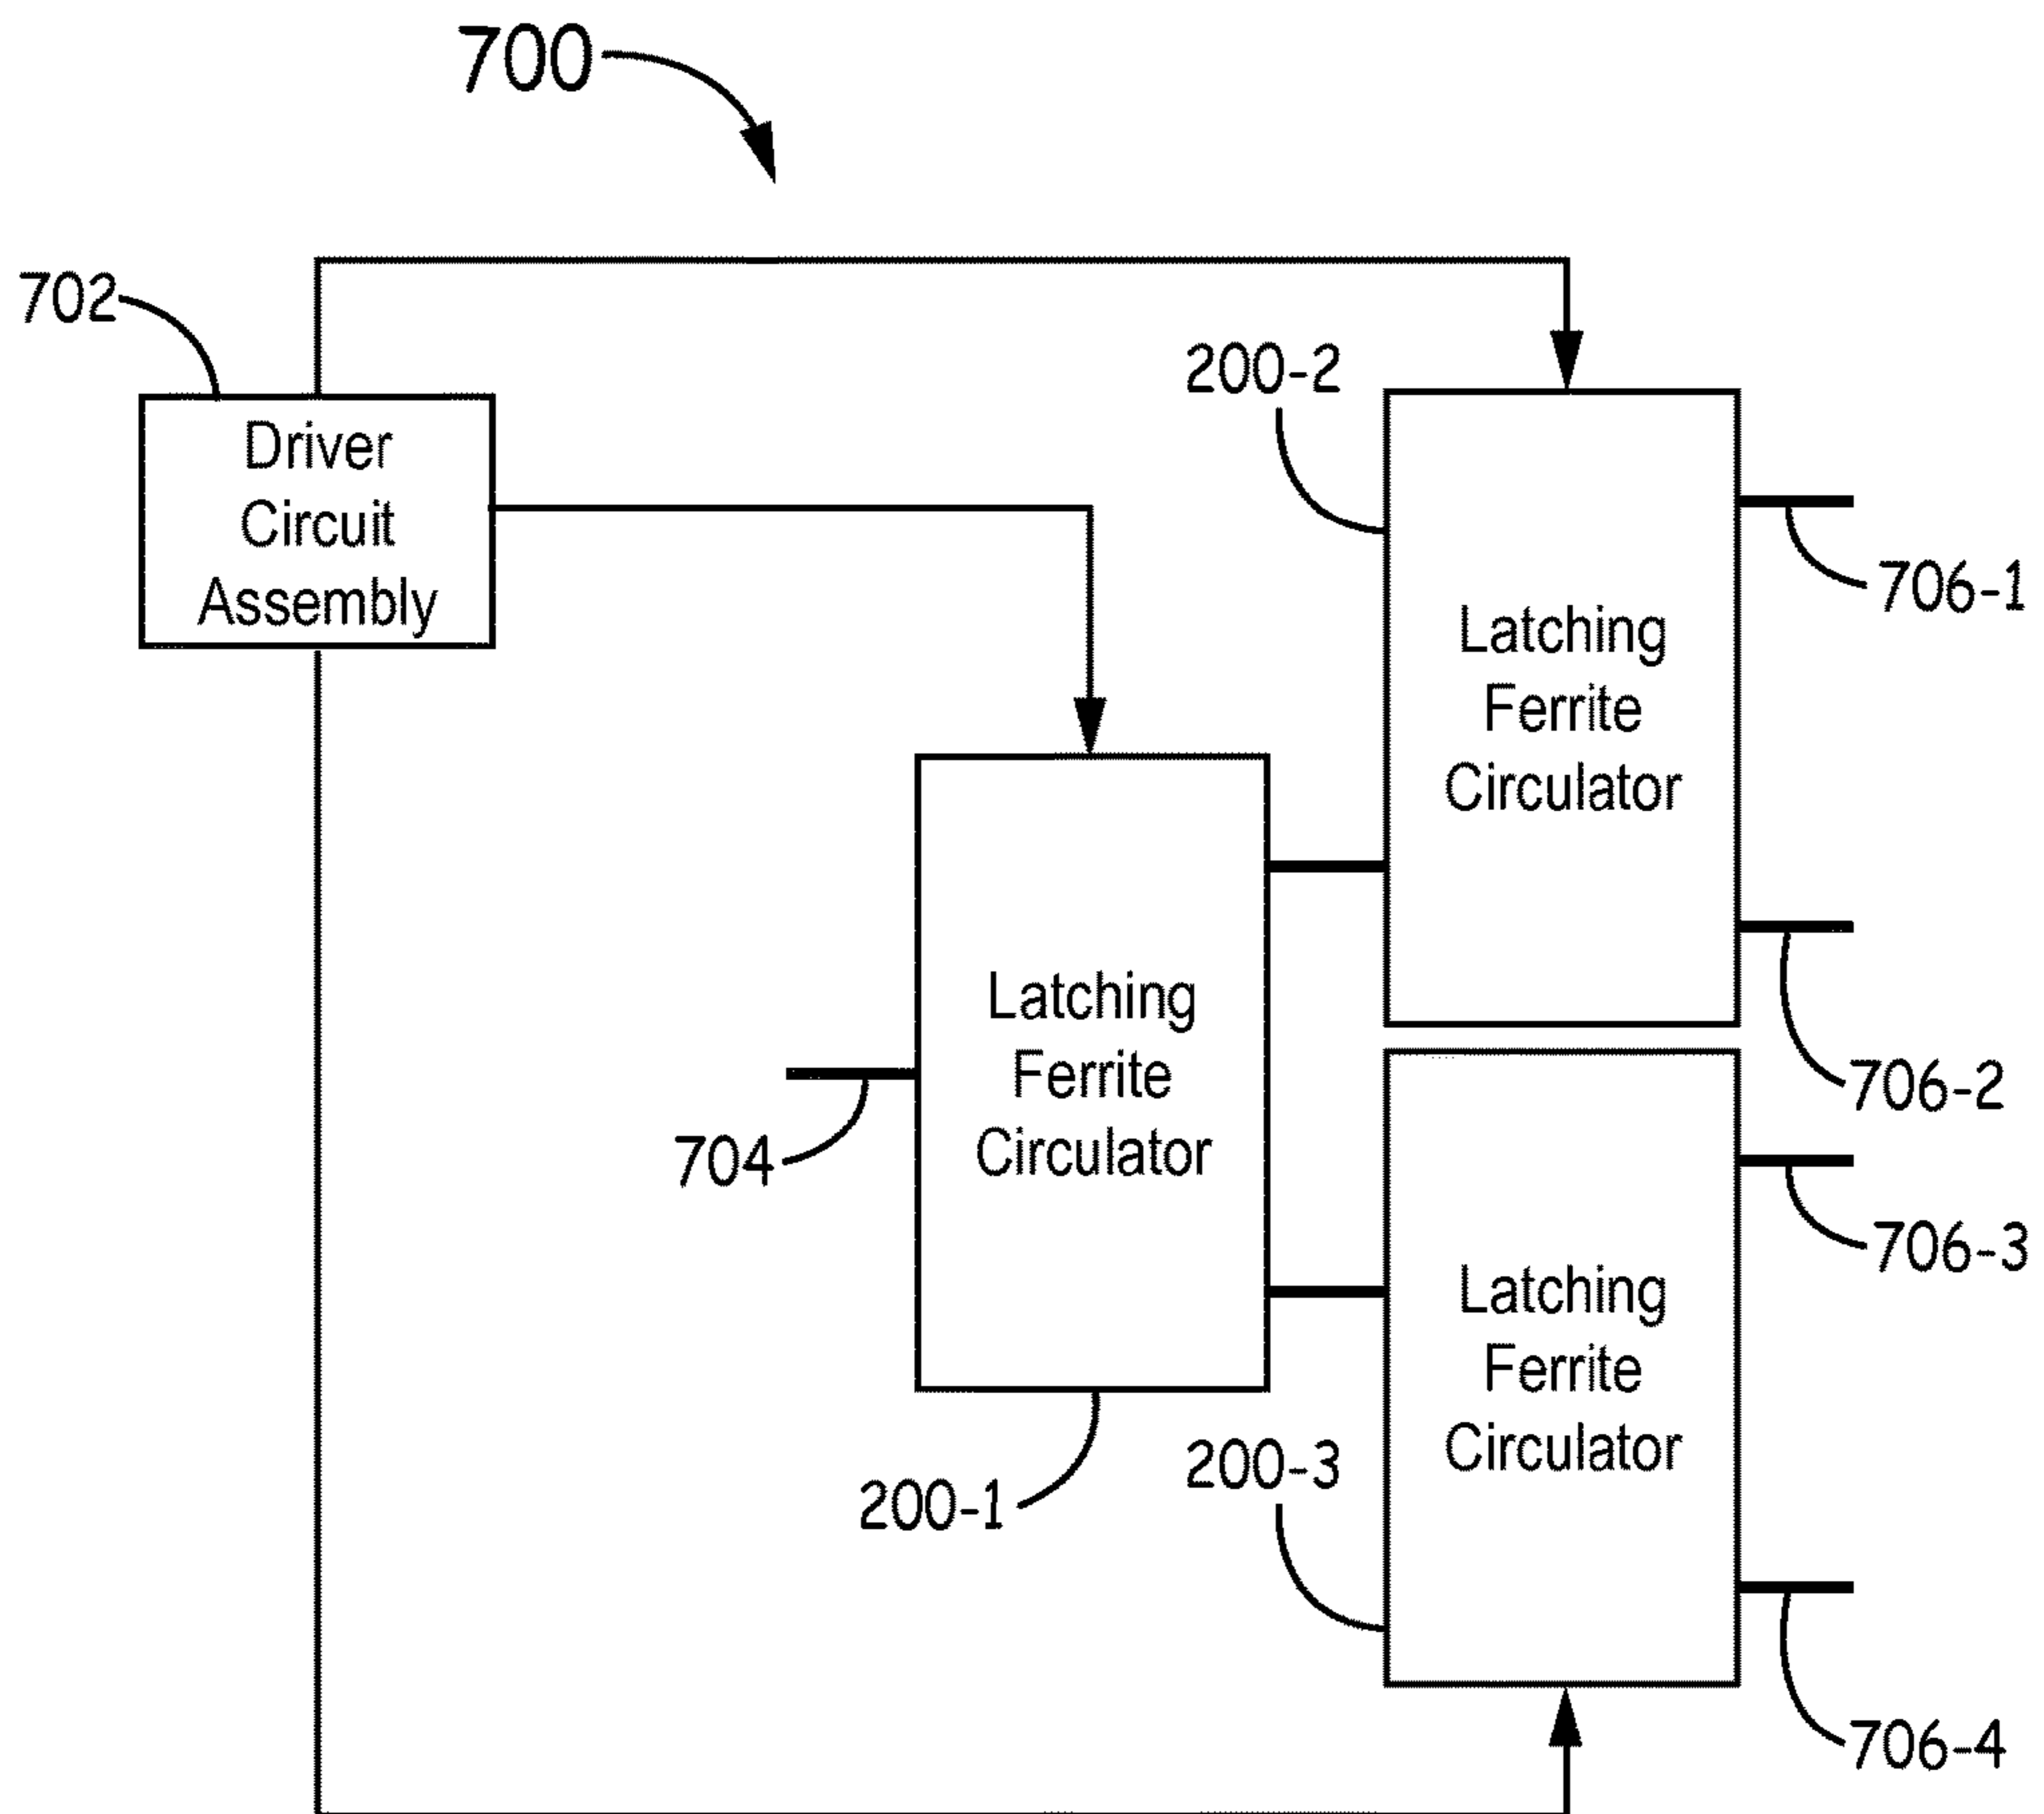 700
702
Driver
Circuit
Assembly
200-2
Latching
Ferrite
Circulator
706-1
706-2
Latching
Ferrite
Circulator
704
200-1
200-3
Latching
Ferrite
Circulator
706-3
706-4